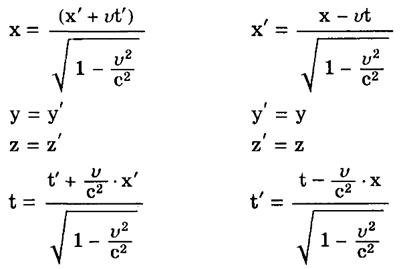 x = (x′ + υt′) / √(1 − υ²/c²)    x′ = (x − υt) / √(1 − υ²/c²)
y = y′    y′ = y
z = z′    z′ = z
t = (t′ + υ/c² · x′) / √(1 − υ²/c²)    t′ = (t − υ/c² · x) / √(1 − υ²/c²)